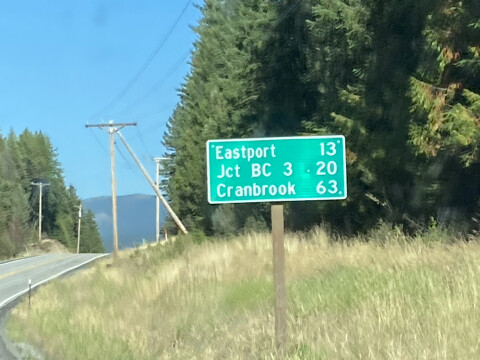 Eastport 13
Jct BC 3 20
Cranbrook 63